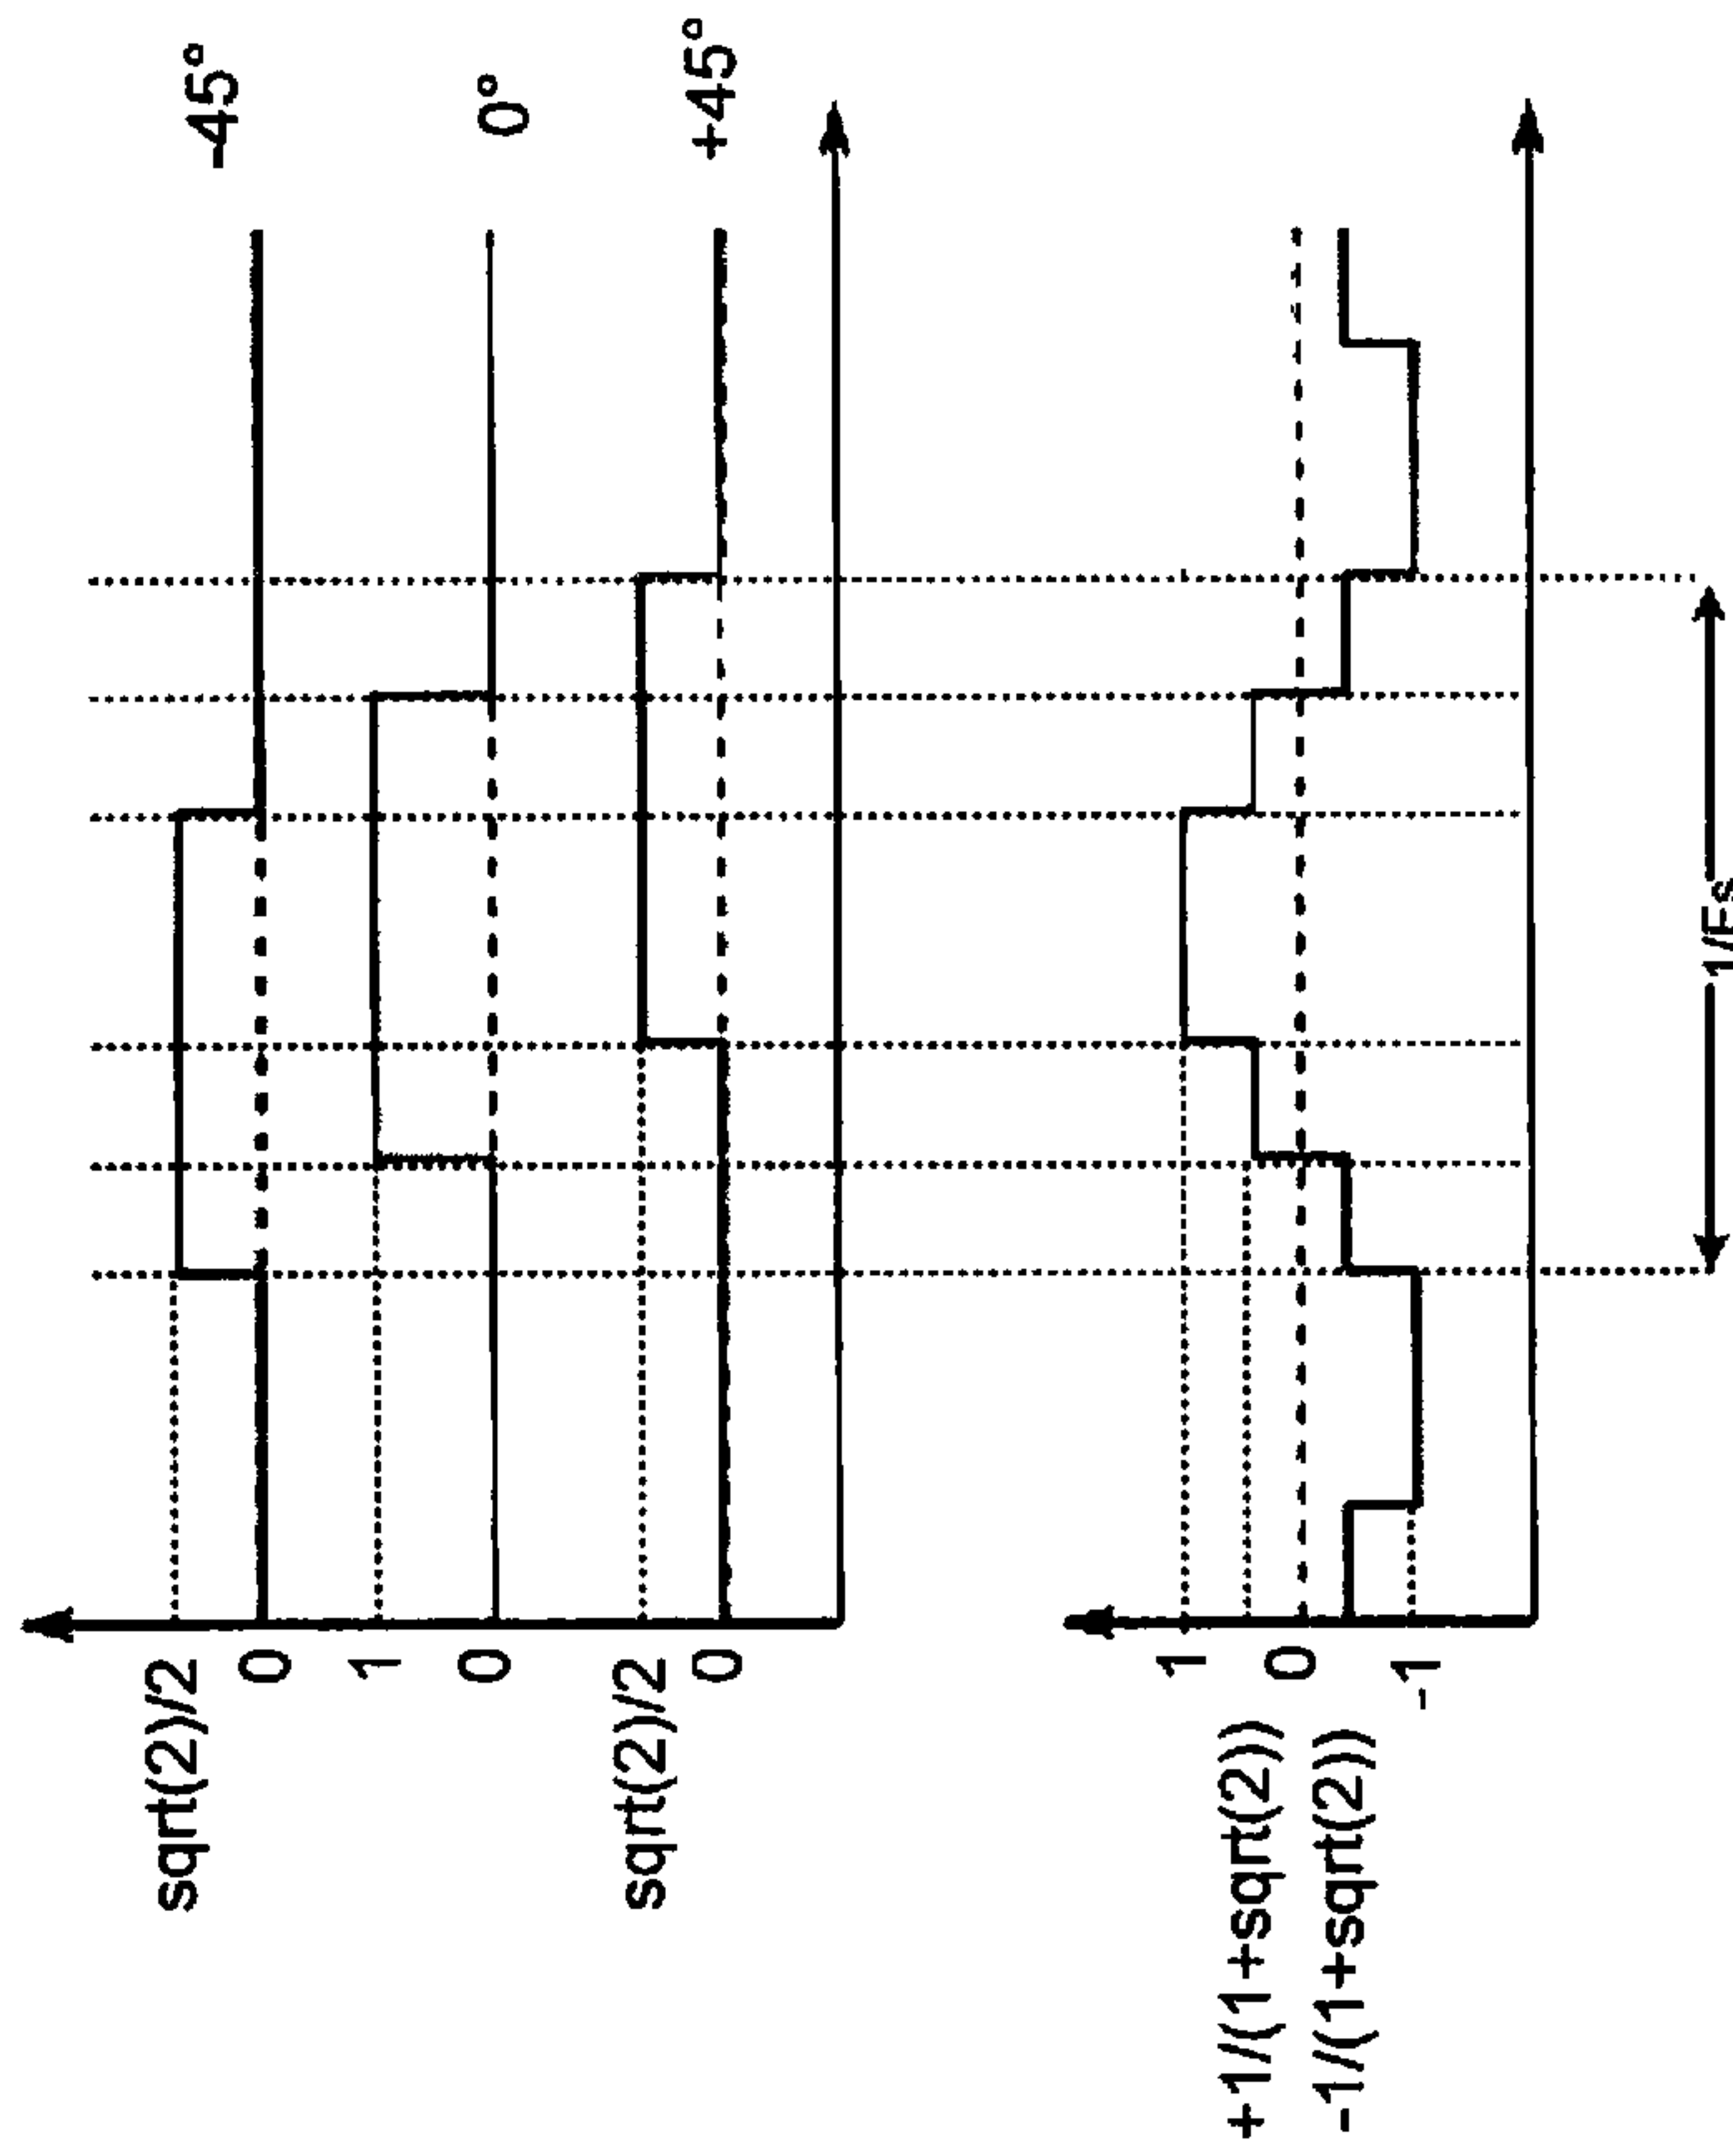 sqrt(2)/2
0
-45°
1
0
0°
sqrt(2)/2
0
+45°
1
+1/(1+sqrt(2))
0
-1/(1+sqrt(2))
-1
1/Fs